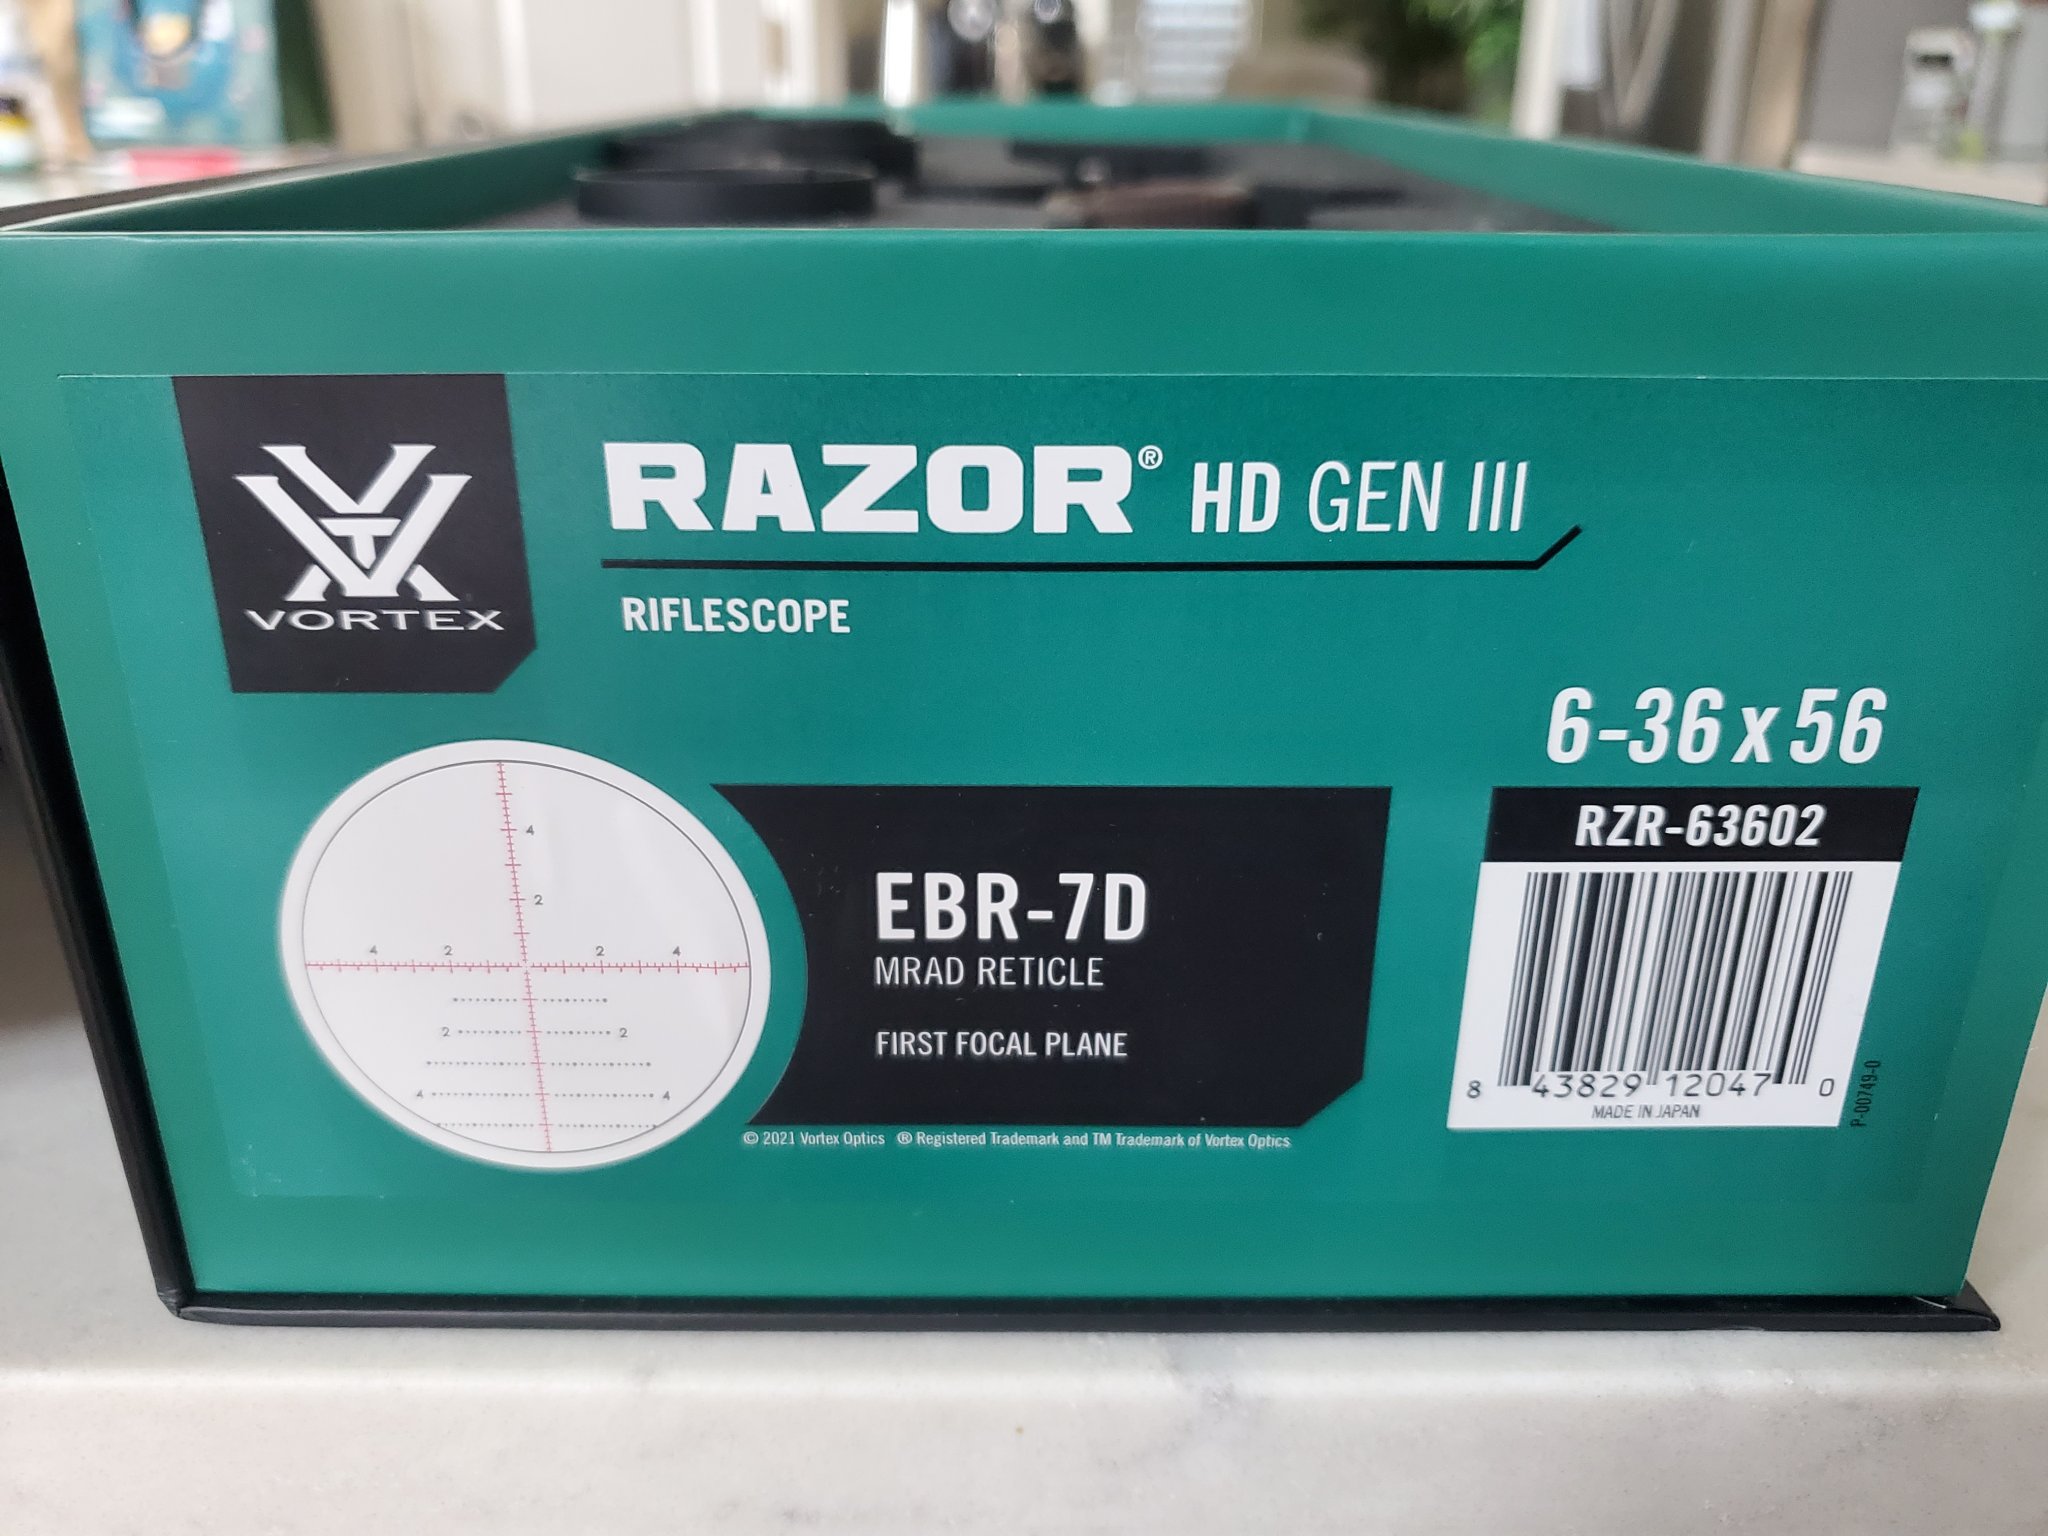 VORTEX
RAZOR® HD GEN III
RIFLESCOPE
6-36 x 56
RZR-63602
4
2
4 2 2 4
2 2
4 4
EBR-7D
MRAD RETICLE
FIRST FOCAL PLANE
8 43829 12047 0
MADE IN JAPAN
P-00749-0
© 2021 Vortex Optics ® Registered Trademark and TM Trademark of Vortex Optics